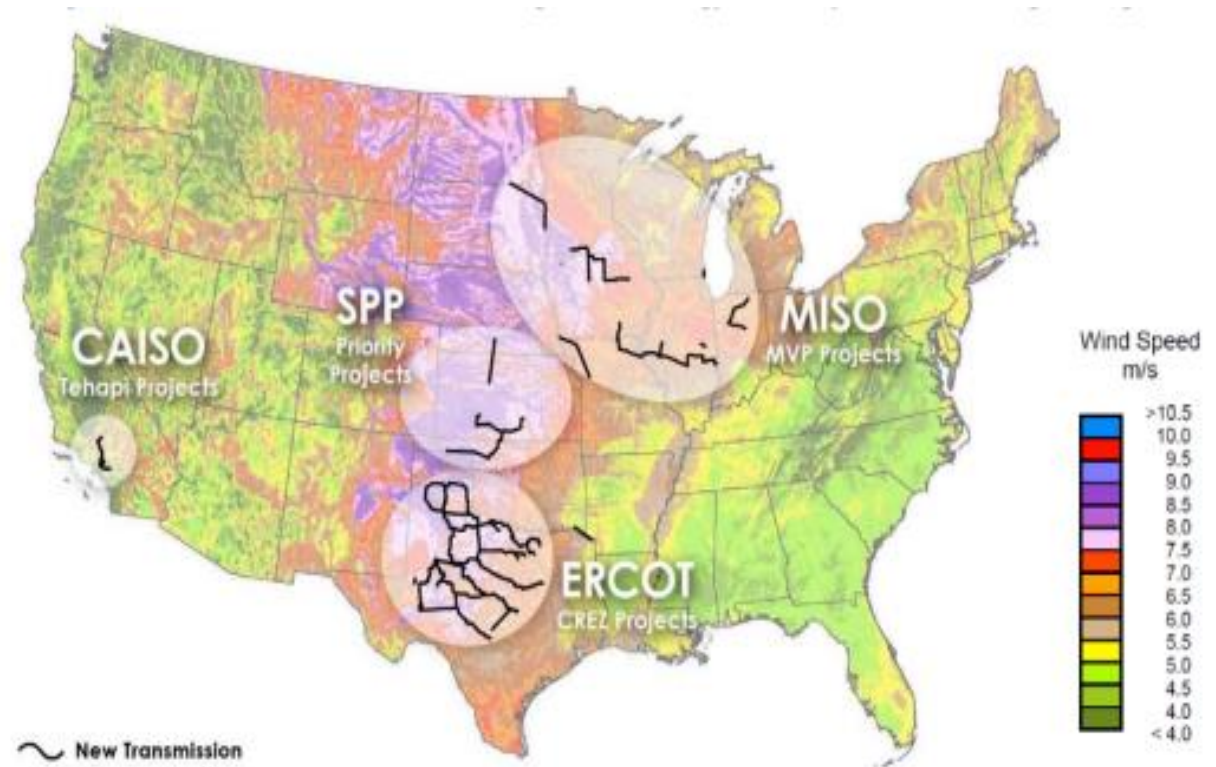 SPP
Priority
Projects
CAISO
Tehapi Projects
MISO
MVP Projects
ERCOT
CREZ Projects
Wind Speed
m/s
>10.5
10.0
9.5
9.0
8.5
8.0
7.5
7.0
6.5
6.0
5.5
5.0
4.5
4.0
< 4.0
New Transmission